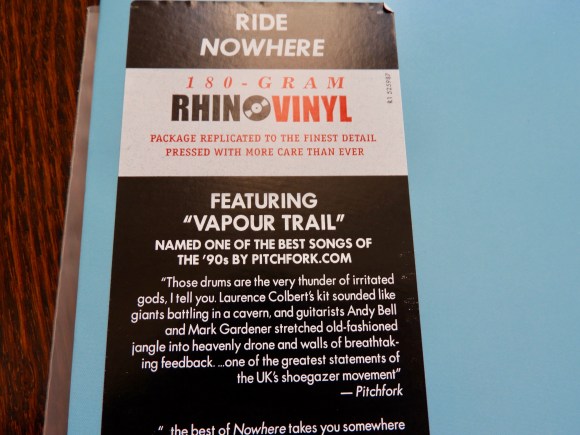 RIDE
NOWHERE
180-GRAM
RHINO VINYL
PACKAGE REPLICATED TO THE FINEST DETAIL
PRESSED WITH MORE CARE THAN EVER
FEATURING
“VAPOUR TRAIL”
NAMED ONE OF THE BEST SONGS OF
THE ’90s BY PITCHFORK.COM
“Those drums are the very thunder of irritated
gods, I tell you. Laurence Colbert’s kit sounded like
giants battling in a cavern, and guitarists Andy Bell
and Mark Gardener stretched old-fashioned
jangle into heavenly drone and walls of breathtak-
ing feedback. ...one of the greatest statements of
the UK’s shoegazer movement”
— Pitchfork
“ the best of Nowhere takes you somewhere